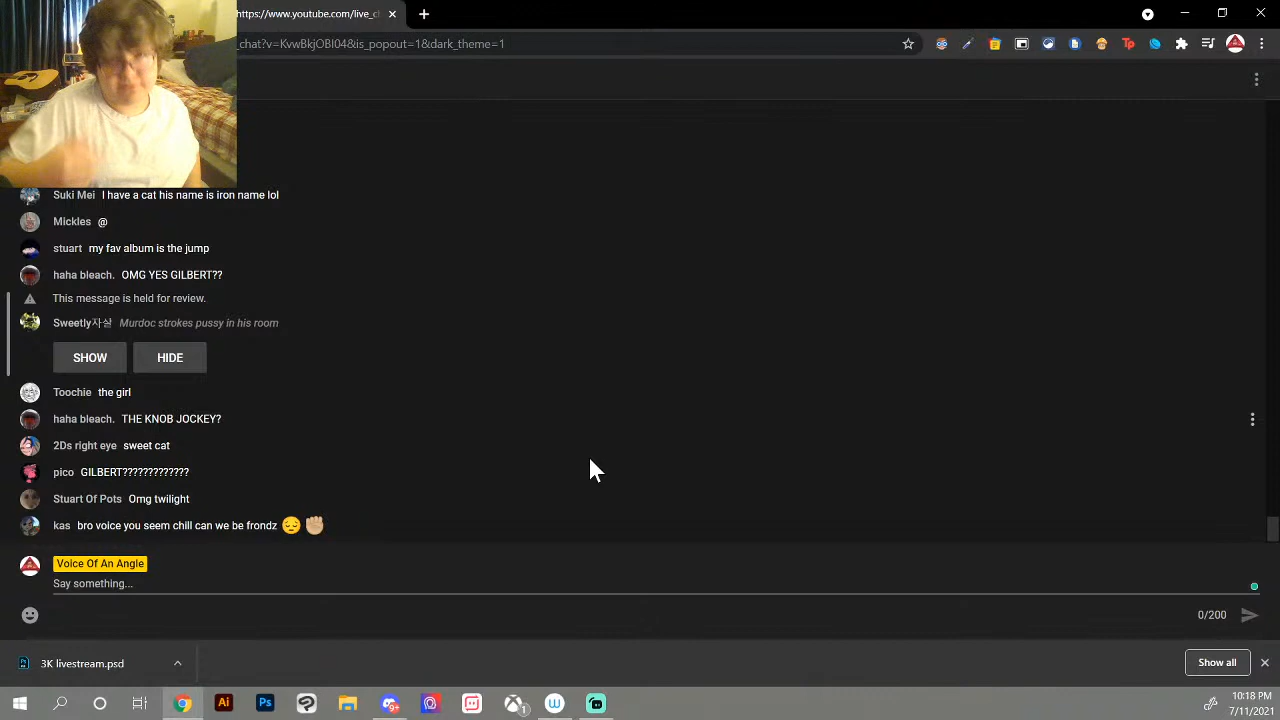 https://www.youtube.com/live_c
_chat?v=KvwBkjOBI04&is_popout=1&dark_theme=1
Suki Mei I have a cat his name is iron name lol
Mickles @
stuart my fav album is the jump
haha bleach. OMG YES GILBERT??
This message is held for review.
Sweetly자살 Murdoc strokes pussy in his room
SHOW HIDE
Toochie the girl
haha bleach. THE KNOB JOCKEY?
2Ds right eye sweet cat
pico GILBERT?????????????
Stuart Of Pots Omg twilight
kas bro voice you seem chill can we be frondz 😔 ✊🏼
Voice Of An Angle
Say something...
0/200
3K livestream.psd
Show all
Ai Ps
Tp
10:18 PM
7/11/2021